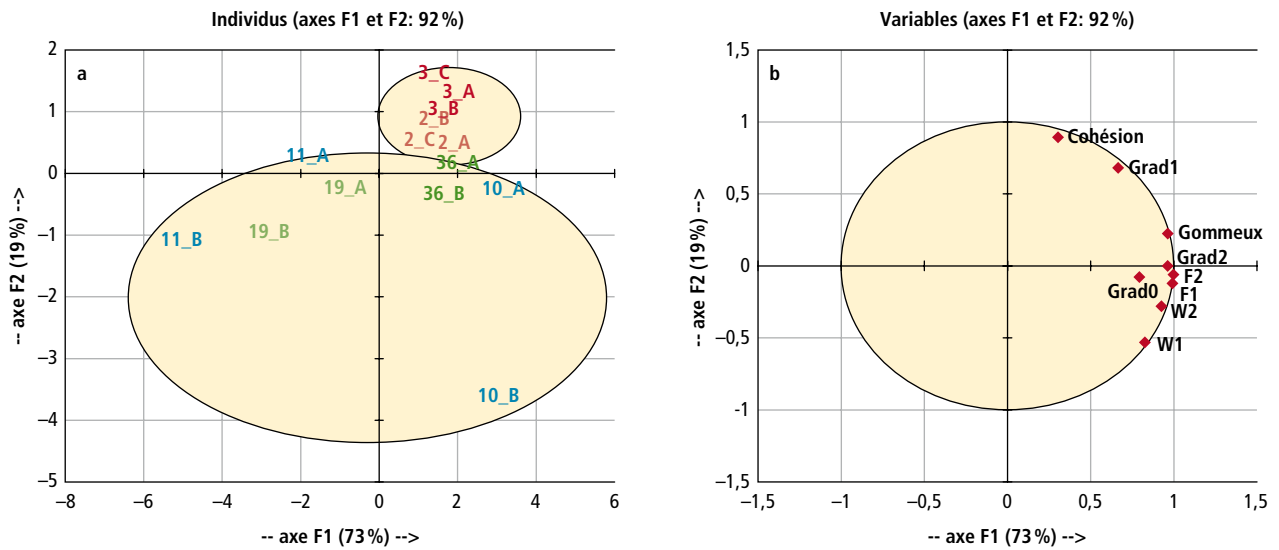 Individus (axes F1 et F2: 92 %)
a
2
1
0
–1
–2
–3
–4
–5
–8
–6
–4
–2
0
2
4
6
3_C
3_A
3_B
2_B
2_C
2_A
36_A
36_B
11_A
19_A
10_A
19_B
11_B
10_B
-- axe F2 (19 %) -->
-- axe F1 (73 %) -->
Variables (axes F1 et F2: 92 %)
b
1,5
1
0,5
0
–0,5
–1
–1,5
–1,5
–1
–0,5
0
0,5
1
1,5
Cohésion
Grad1
Gommeux
Grad2
F2
Grad0
F1
W2
W1
-- axe F2 (19 %) -->
-- axe F1 (73 %) -->